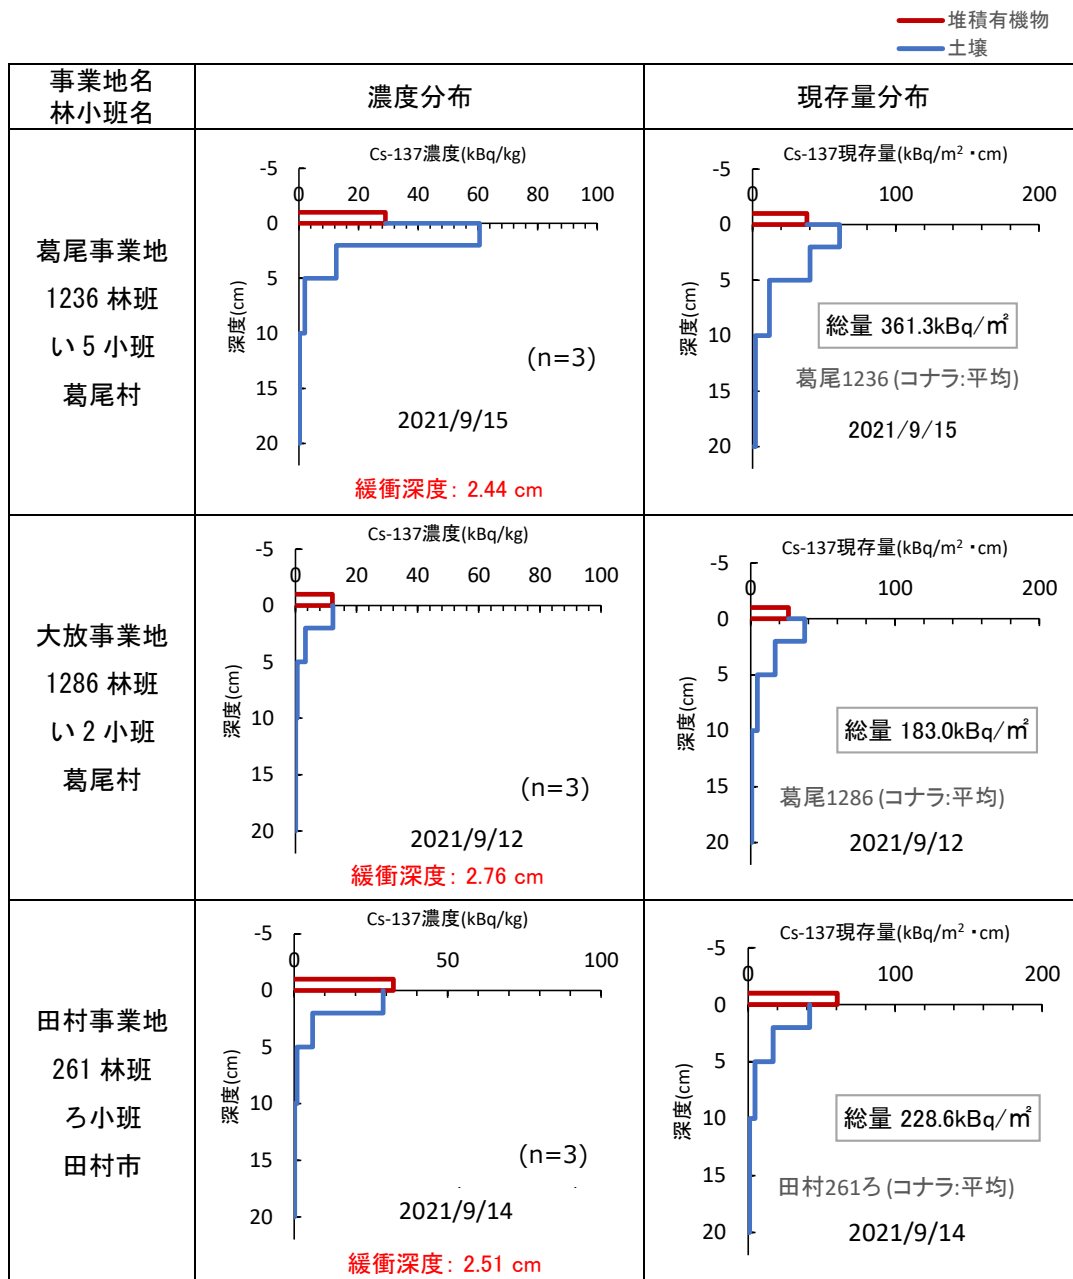 堆積有機物
土壌
事業地名
林小班名
濃度分布
現存量分布
葛尾事業地
1236 林班
い 5 小班
葛尾村
Cs-137濃度(kBq/kg)
0 20 40 60 80 100
-5
0
5
10
15
20
深度(cm)
(n=3)
2021/9/15
緩衝深度: 2.44 cm
Cs-137現存量(kBq/m²・cm)
0 100 200
-5
0
5
10
15
20
深度(cm)
総量 361.3kBq/㎡
葛尾1236 (コナラ:平均)
2021/9/15
大放事業地
1286 林班
い 2 小班
葛尾村
Cs-137濃度(kBq/kg)
0 20 40 60 80 100
-5
0
5
10
15
20
深度(cm)
(n=3)
2021/9/12
緩衝深度: 2.76 cm
Cs-137現存量(kBq/m²・cm)
0 100 200
-5
0
5
10
15
20
深度(cm)
総量 183.0kBq/㎡
葛尾1286 (コナラ:平均)
2021/9/12
田村事業地
261 林班
ろ小班
田村市
Cs-137濃度(kBq/kg)
0 50 100
-5
0
5
10
15
20
深度(cm)
(n=3)
2021/9/14
緩衝深度: 2.51 cm
Cs-137現存量(kBq/m²・cm)
0 100 200
-5
0
5
10
15
20
深度(cm)
総量 228.6kBq/㎡
田村261ろ (コナラ:平均)
2021/9/14